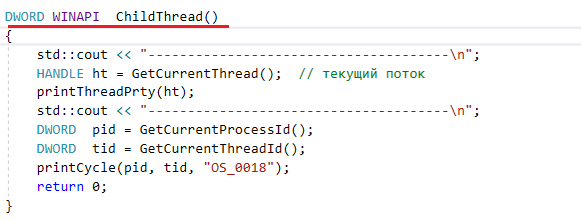 DWORD WINAPI ChildThread()
{
std::cout << "--------------------------------------\n";
HANDLE ht = GetCurrentThread(); // текущий поток
printThreadPrty(ht);
std::cout << "--------------------------------------\n";
DWORD pid = GetCurrentProcessId();
DWORD tid = GetCurrentThreadId();
printCycle(pid, tid, "OS_0018");
return 0;
}